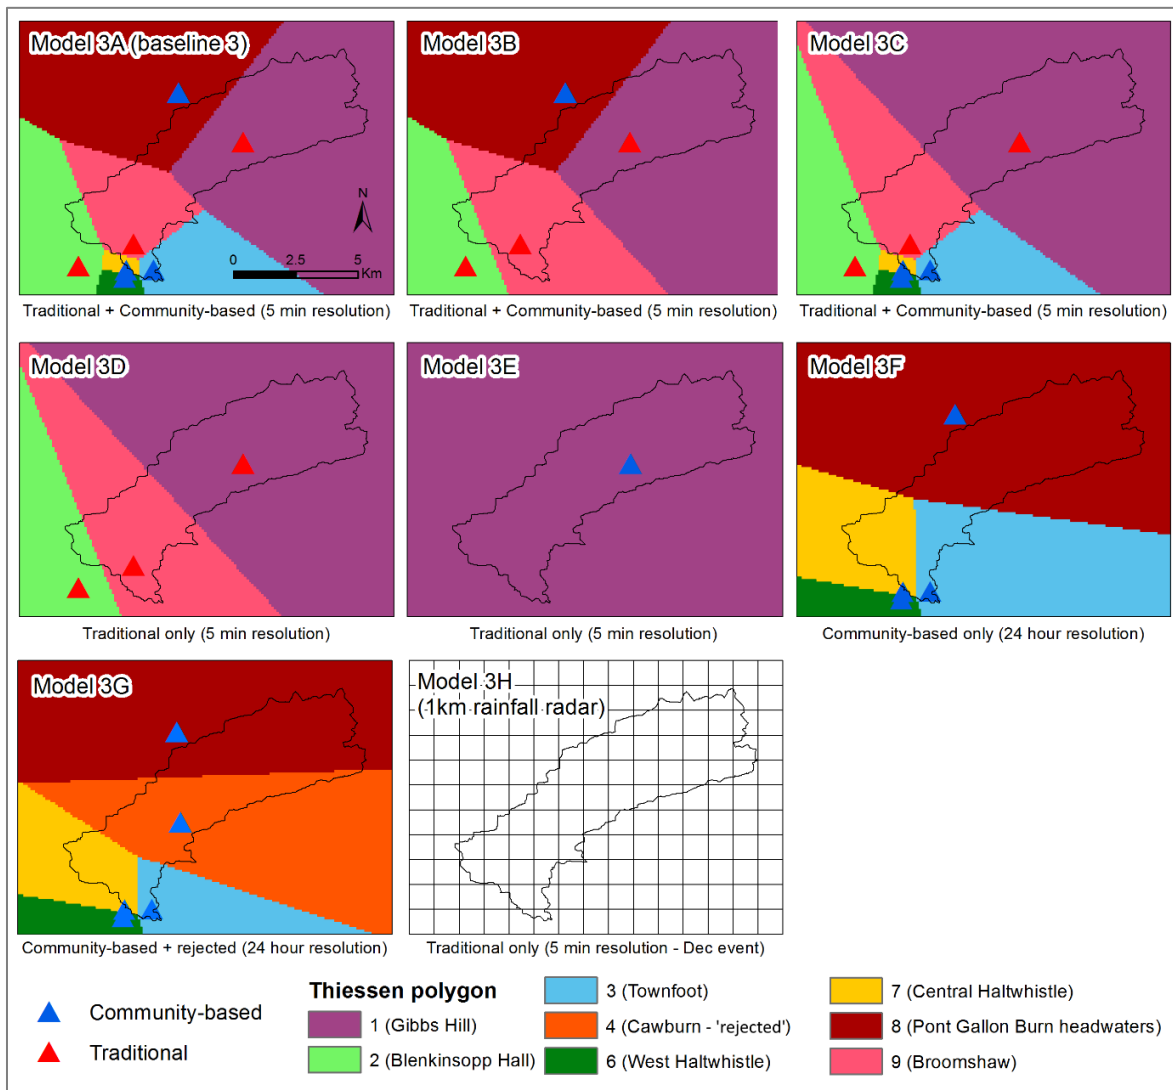 Model 3A (baseline 3)
Model 3B
Model 3C
N
0 2.5 5
Km
Traditional + Community-based (5 min resolution)
Traditional + Community-based (5 min resolution)
Traditional + Community-based (5 min resolution)
Model 3D
Model 3E
Model 3F
Traditional only (5 min resolution)
Traditional only (5 min resolution)
Community-based only (24 hour resolution)
Model 3G
Model 3H
(1km rainfall radar)
Community-based + rejected (24 hour resolution)
Traditional only (5 min resolution - Dec event)
Community-based
Traditional
Thiessen polygon
1 (Gibbs Hill)
2 (Blenkinsopp Hall)
3 (Townfoot)
4 (Cawburn - 'rejected')
6 (West Haltwhistle)
7 (Central Haltwhistle)
8 (Pont Gallon Burn headwaters)
9 (Broomshaw)